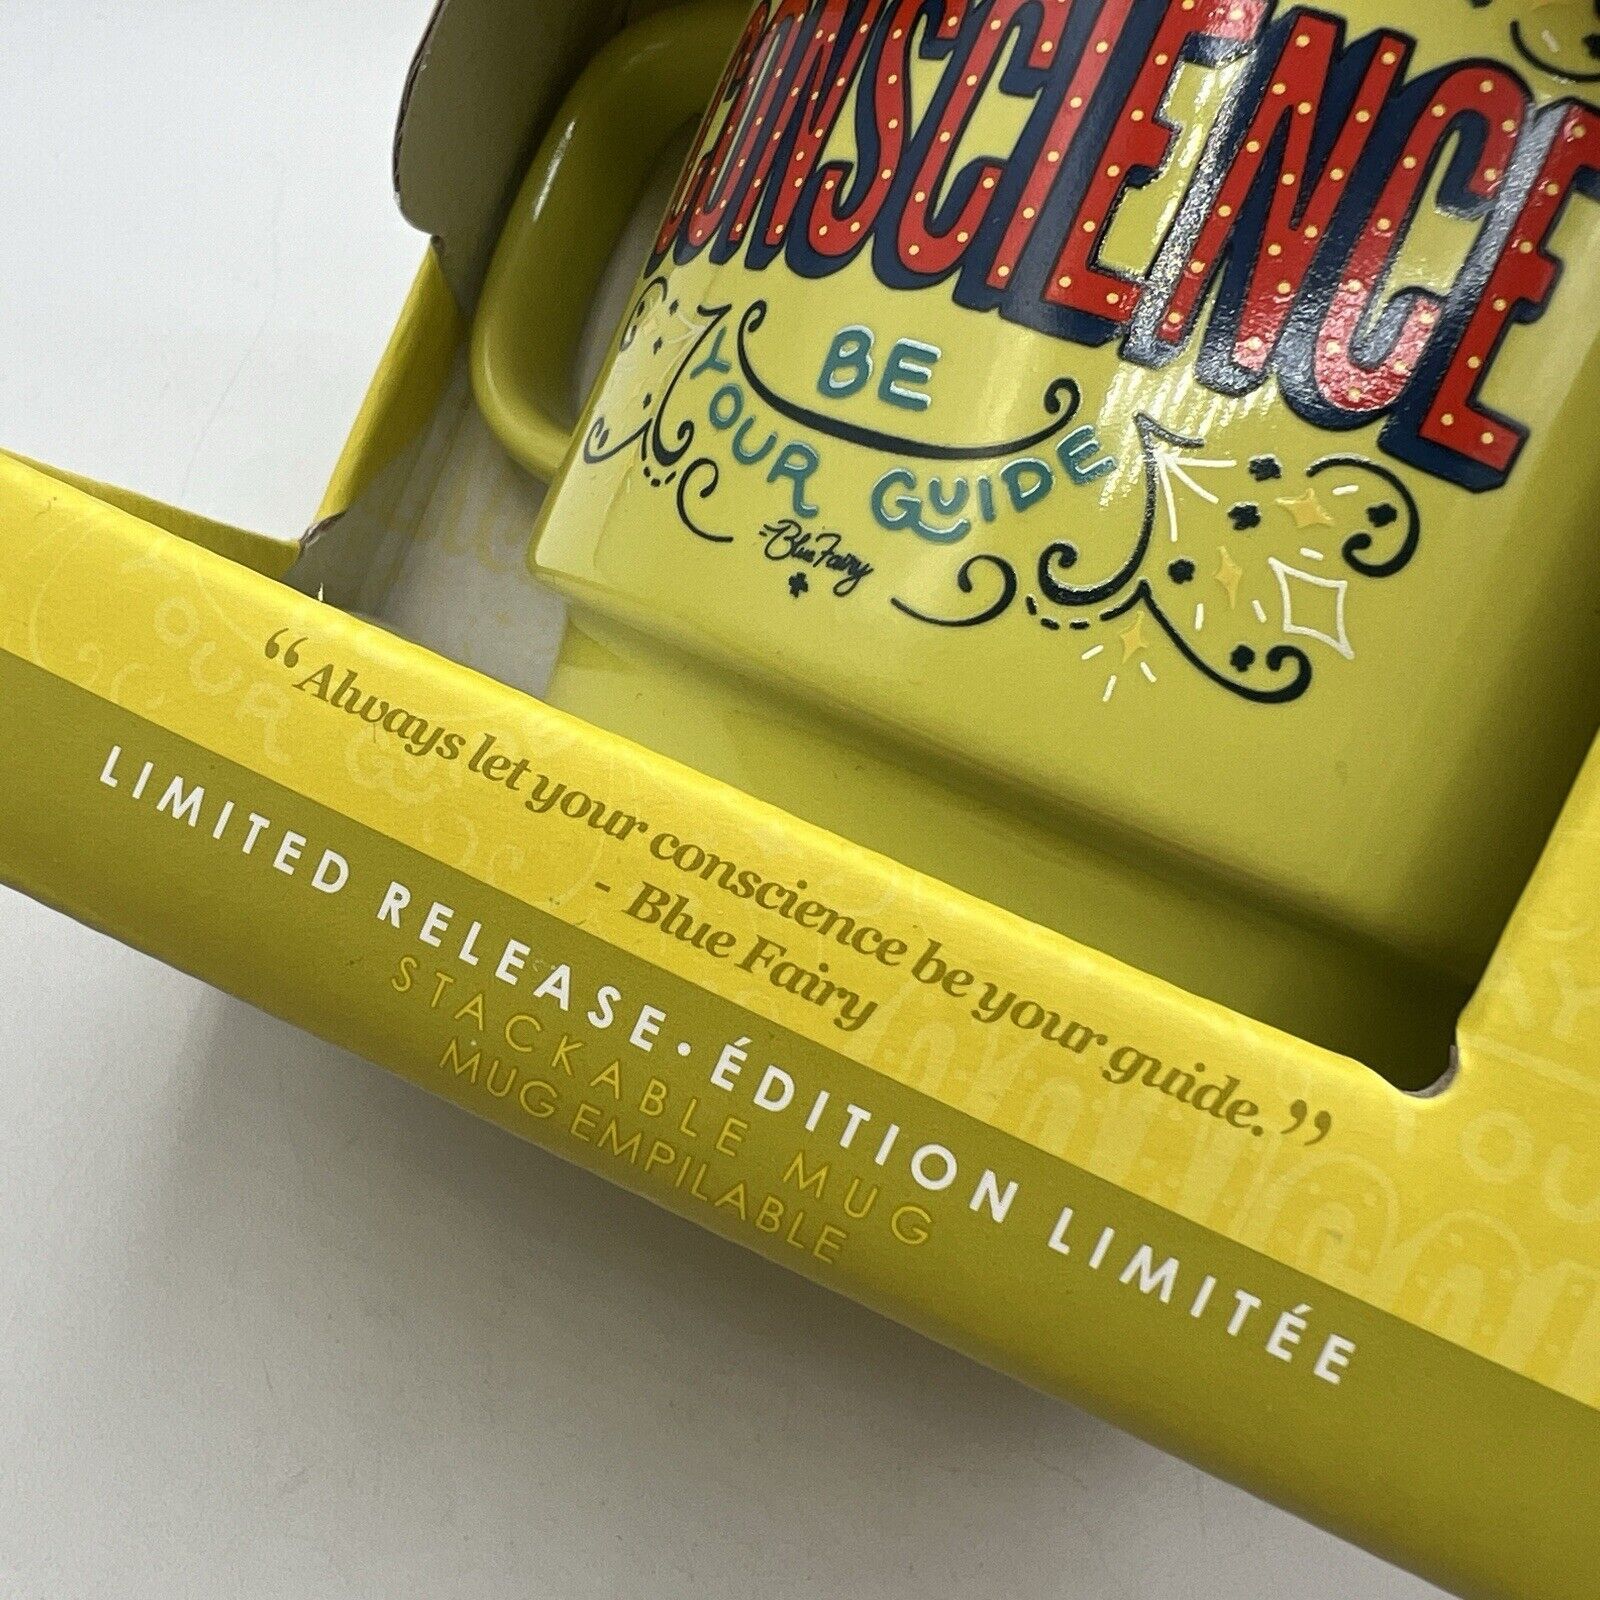 CONSCIENCE
BE
YOUR GUIDE
-Blue Fairy
“Always let your conscience be your guide.”
- Blue Fairy
LIMITED RELEASE • ÉDITION LIMITÉE
STACKABLE MUG
MUG EMPILABLE